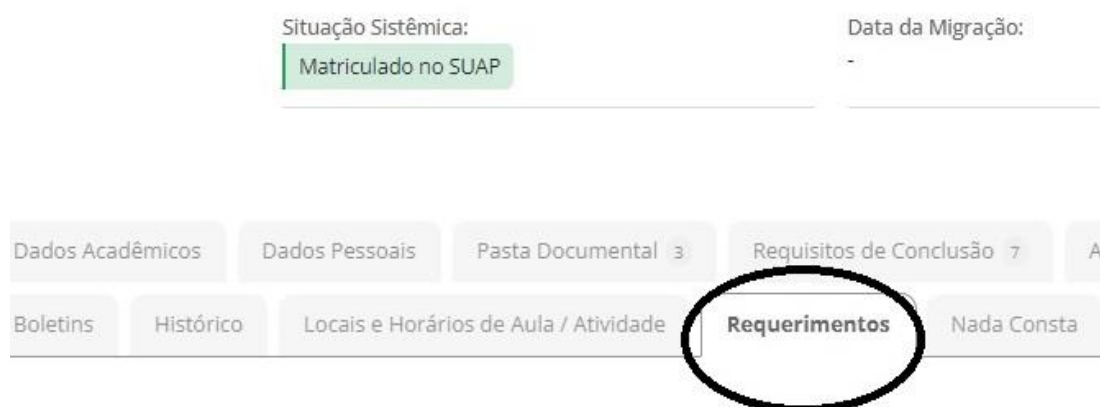 Situação Sistêmica: Data da Migração:
Matriculado no SUAP -
Dados Acadêmicos Dados Pessoais Pasta Documental 3 Requisitos de Conclusão 7 A
Boletins Histórico Locais e Horários de Aula / Atividade Requerimentos Nada Consta